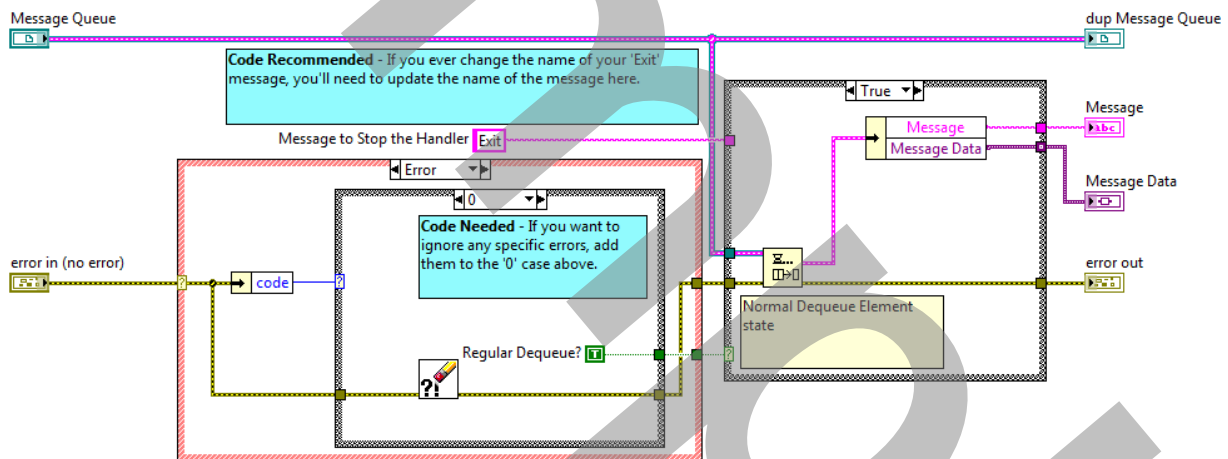 Message Queue
dup Message Queue
Code Recommended - If you ever change the name of your 'Exit'
message, you'll need to update the name of the message here.
True
Message to Stop the Handler
Exit
Message
Message Data
Message
abc
Error
0
Message Data
Code Needed - If you want to
ignore any specific errors, add
them to the '0' case above.
error in (no error)
code
error out
Normal Dequeue Element
state
Regular Dequeue?
T
?!